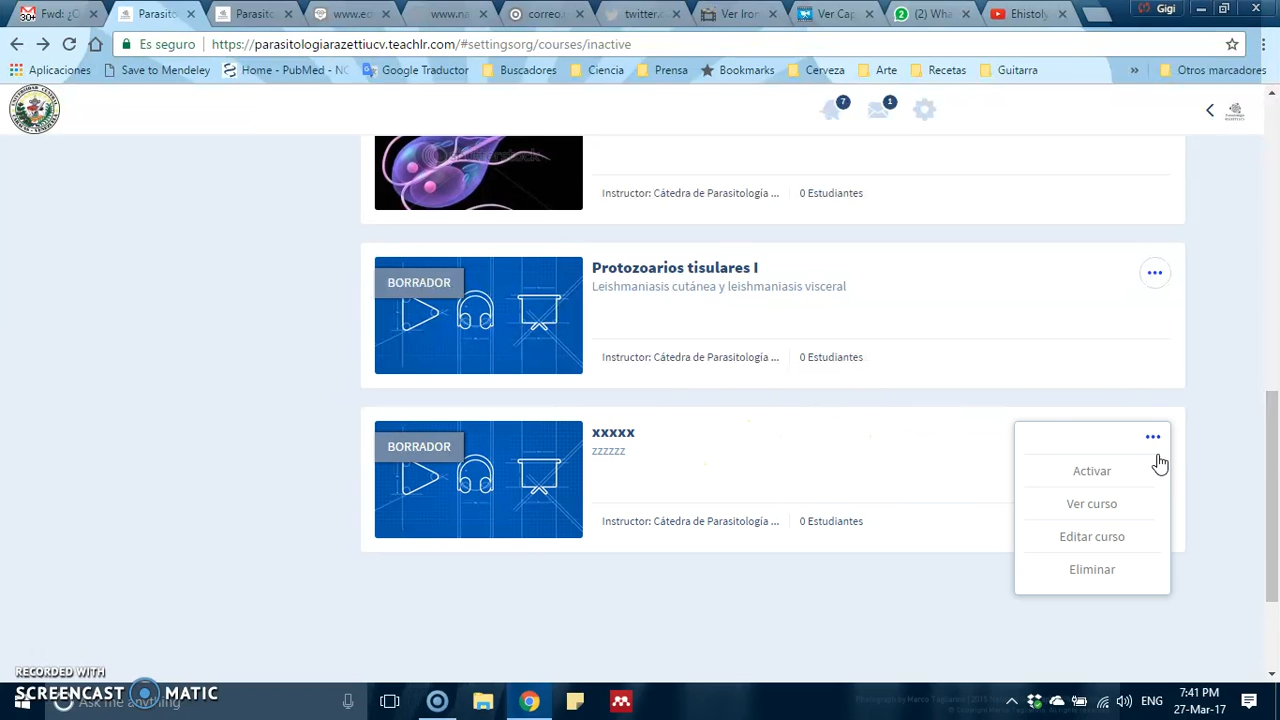 Fwd: ¿C
Parasito
Parasito
www.ed
www.na
correo.
twitter.c
Ver Iron
Ver Cap
(2) Wha
Ehistoly
Gigi
30+
Es seguro
https://parasitologiarazettiucv.teachlr.com/#settingsorg/courses/inactive
Aplicaciones
Save to Mendeley
Home - PubMed - NC
Google Traductor
Buscadores
Ciencia
Prensa
Bookmarks
Cerveza
Arte
Recetas
Guitarra
»
Otros marcadores
7
1
Instructor: Cátedra de Parasitología ...
0 Estudiantes
BORRADOR
Protozoarios tisulares I
Leishmaniasis cutánea y leishmaniasis visceral
Instructor: Cátedra de Parasitología ...
0 Estudiantes
BORRADOR
xxxxx
zzzzzz
Activar
Ver curso
Editar curso
Eliminar
Instructor: Cátedra de Parasitología ...
0 Estudiantes
RECORDED WITH
SCREENCAST MATIC
Ask me anything
ENG
7:41 PM
27-Mar-17